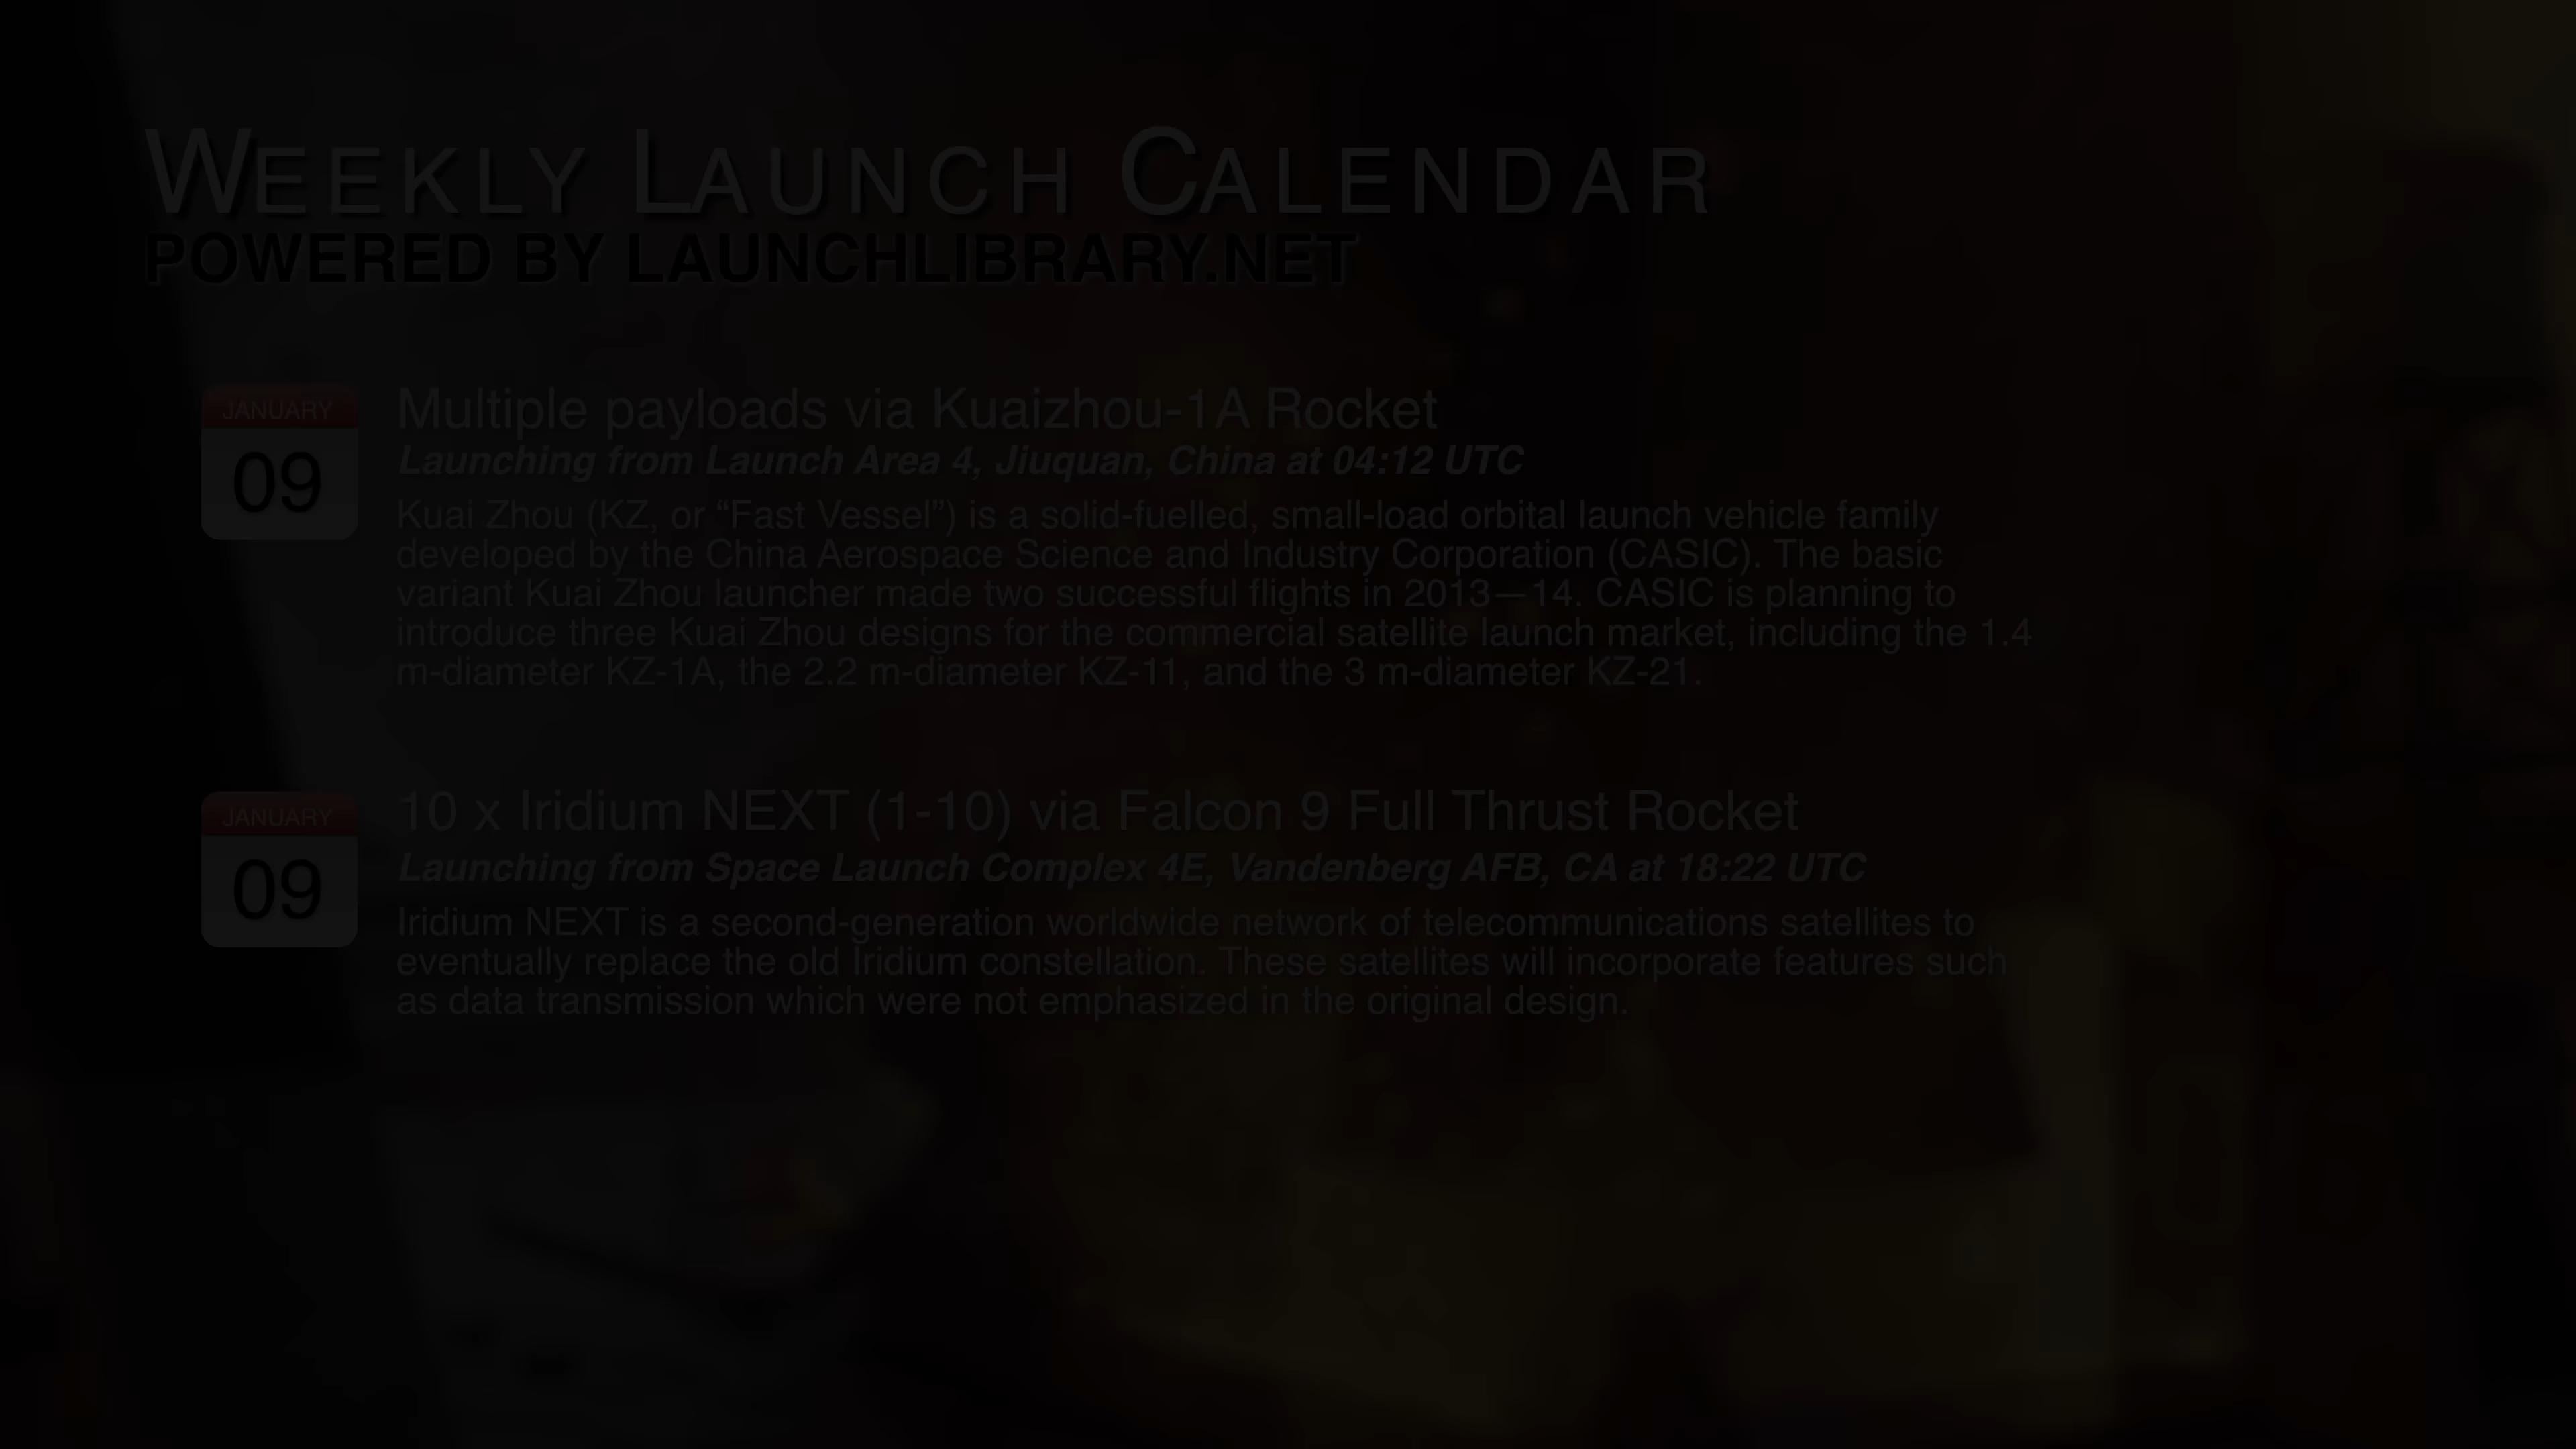 WEEKLY LAUNCH CALENDAR
POWERED BY LAUNCHLIBRARY.NET
JANUARY
09
Multiple payloads via Kuaizhou-1A Rocket
Launching from Launch Area 4, Jiuquan, China at 04:12 UTC
Kuai Zhou (KZ, or “Fast Vessel”) is a solid-fuelled, small-load orbital launch vehicle family
developed by the China Aerospace Science and Industry Corporation (CASIC). The basic
variant Kuai Zhou launcher made two successful flights in 2013—14. CASIC is planning to
introduce three Kuai Zhou designs for the commercial satellite launch market, including the 1.4
m-diameter KZ-1A, the 2.2 m-diameter KZ-11, and the 3 m-diameter KZ-21.
JANUARY
09
10 x Iridium NEXT (1-10) via Falcon 9 Full Thrust Rocket
Launching from Space Launch Complex 4E, Vandenberg AFB, CA at 18:22 UTC
Iridium NEXT is a second-generation worldwide network of telecommunications satellites to
eventually replace the old Iridium constellation. These satellites will incorporate features such
as data transmission which were not emphasized in the original design.